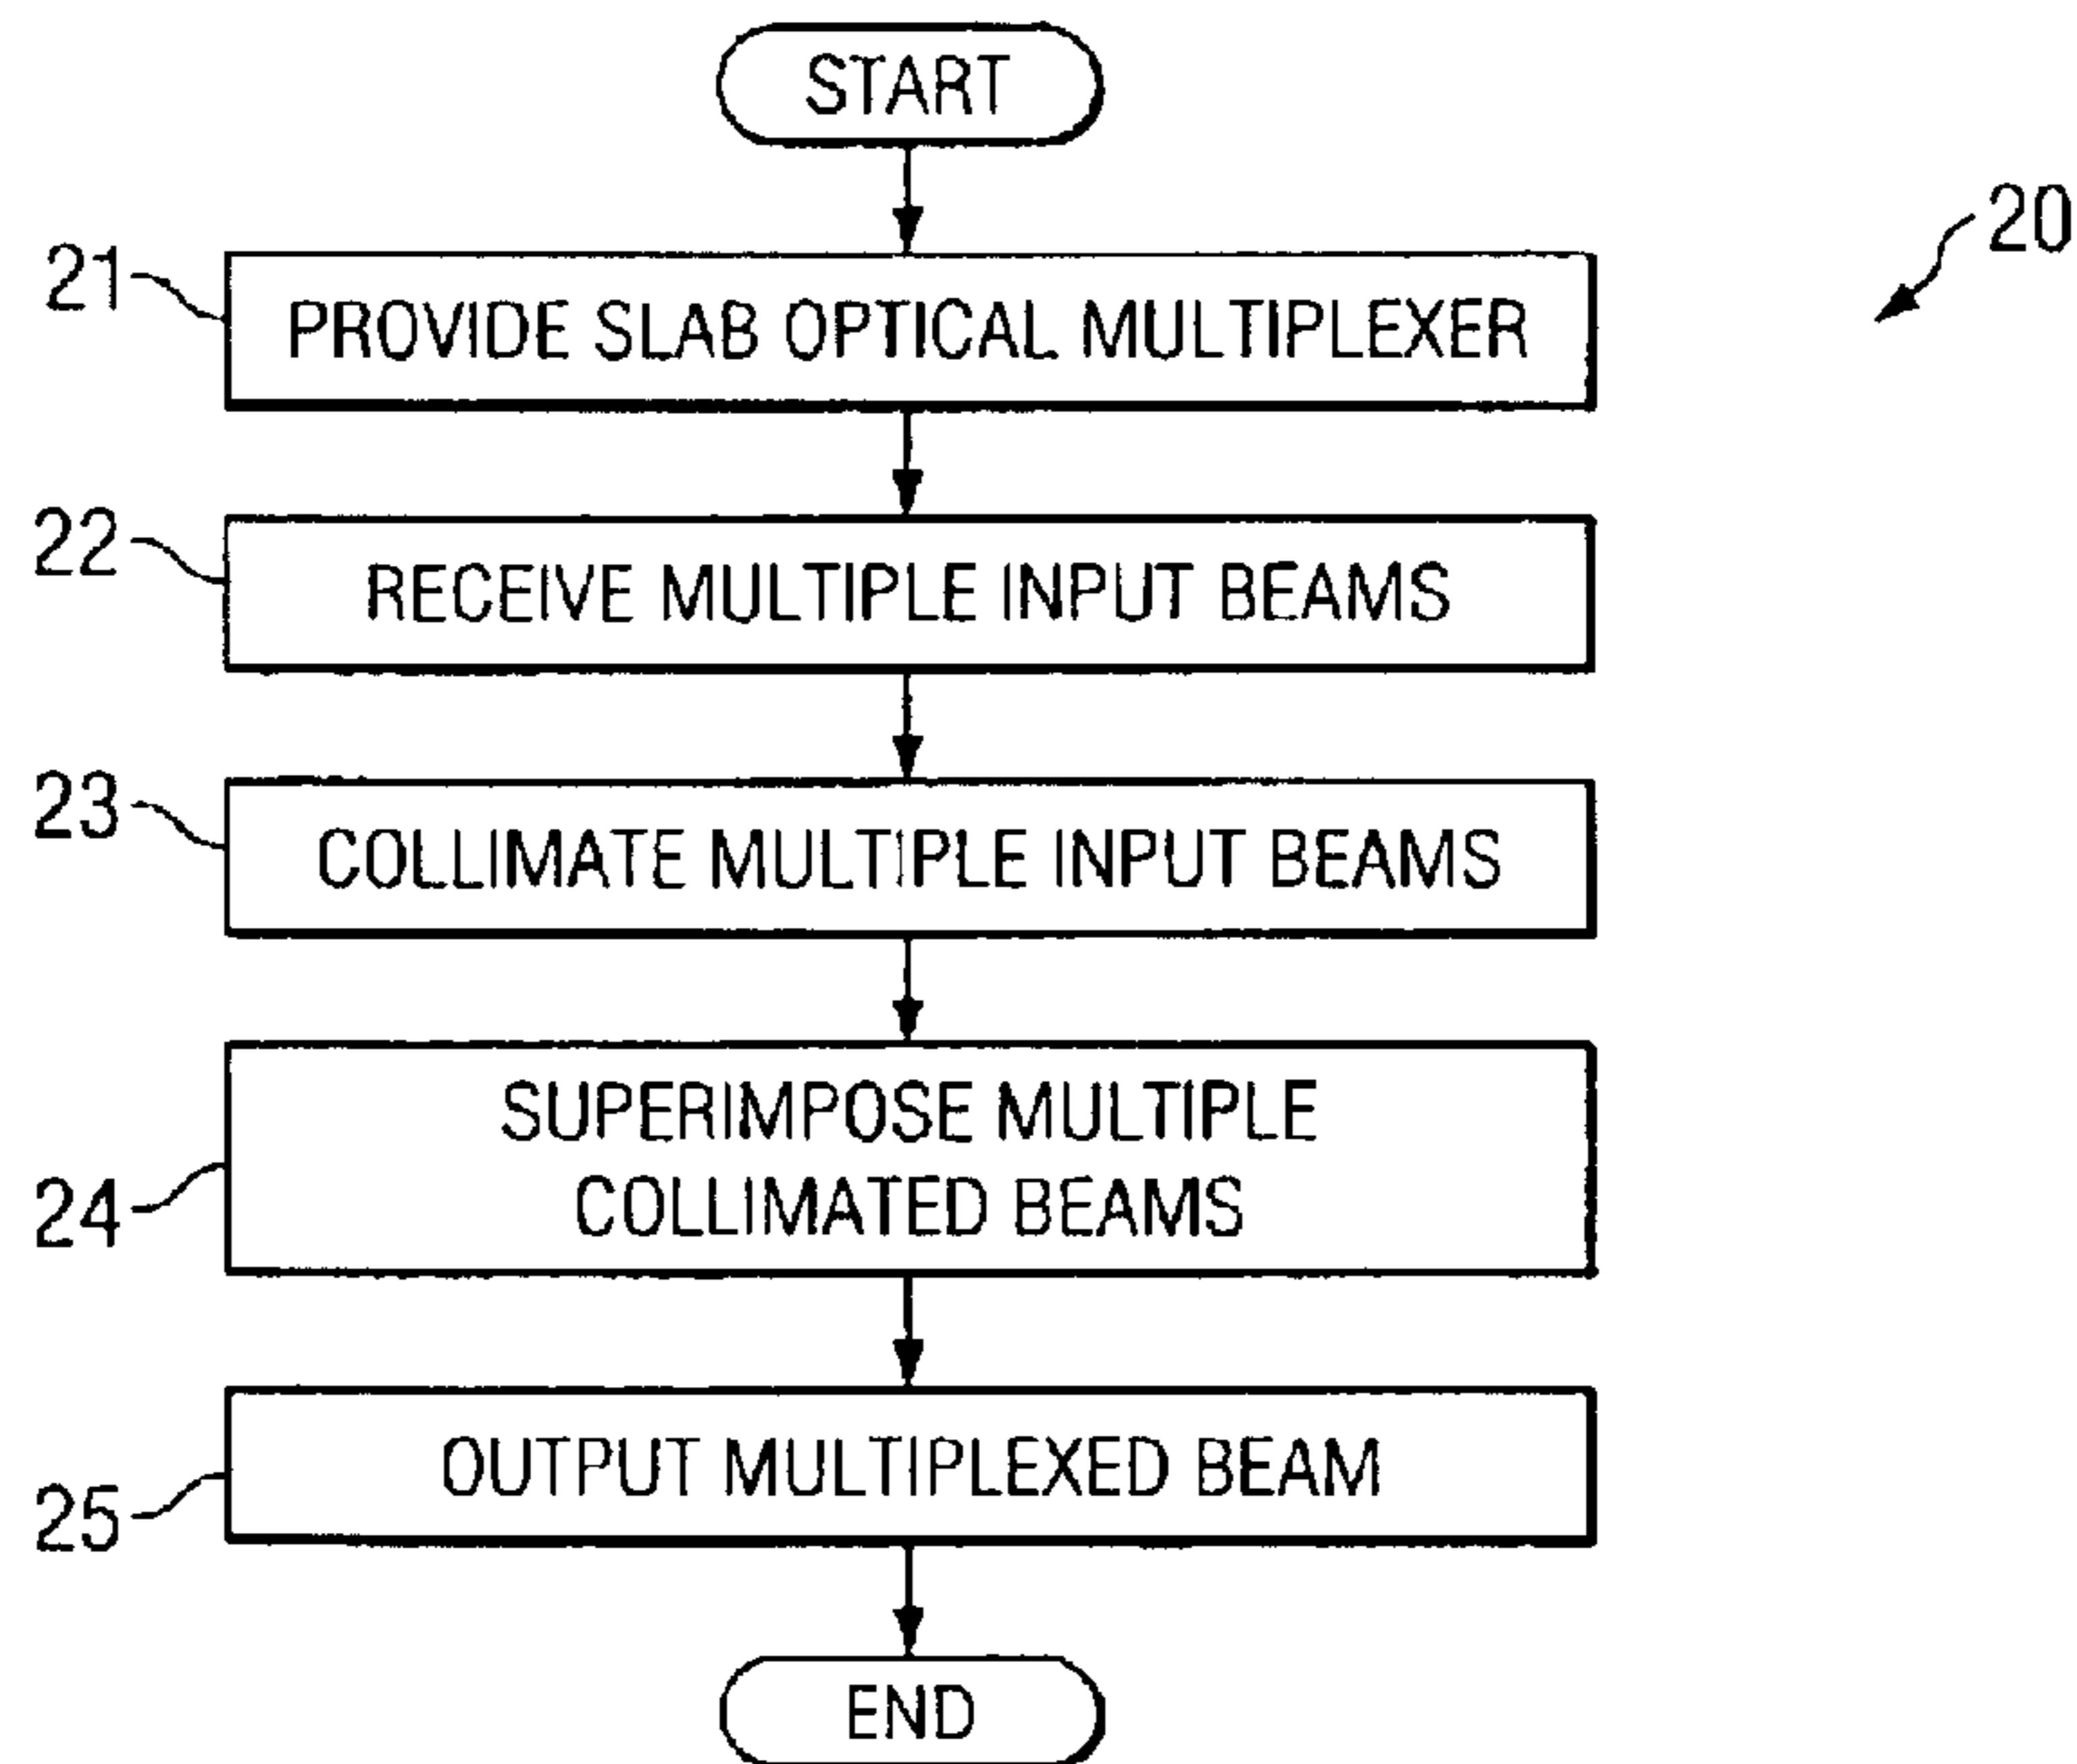 START
20
21
PROVIDE SLAB OPTICAL MULTIPLEXER
22
RECEIVE MULTIPLE INPUT BEAMS
23
COLLIMATE MULTIPLE INPUT BEAMS
24
SUPERIMPOSE MULTIPLE
COLLIMATED BEAMS
25
OUTPUT MULTIPLEXED BEAM
END